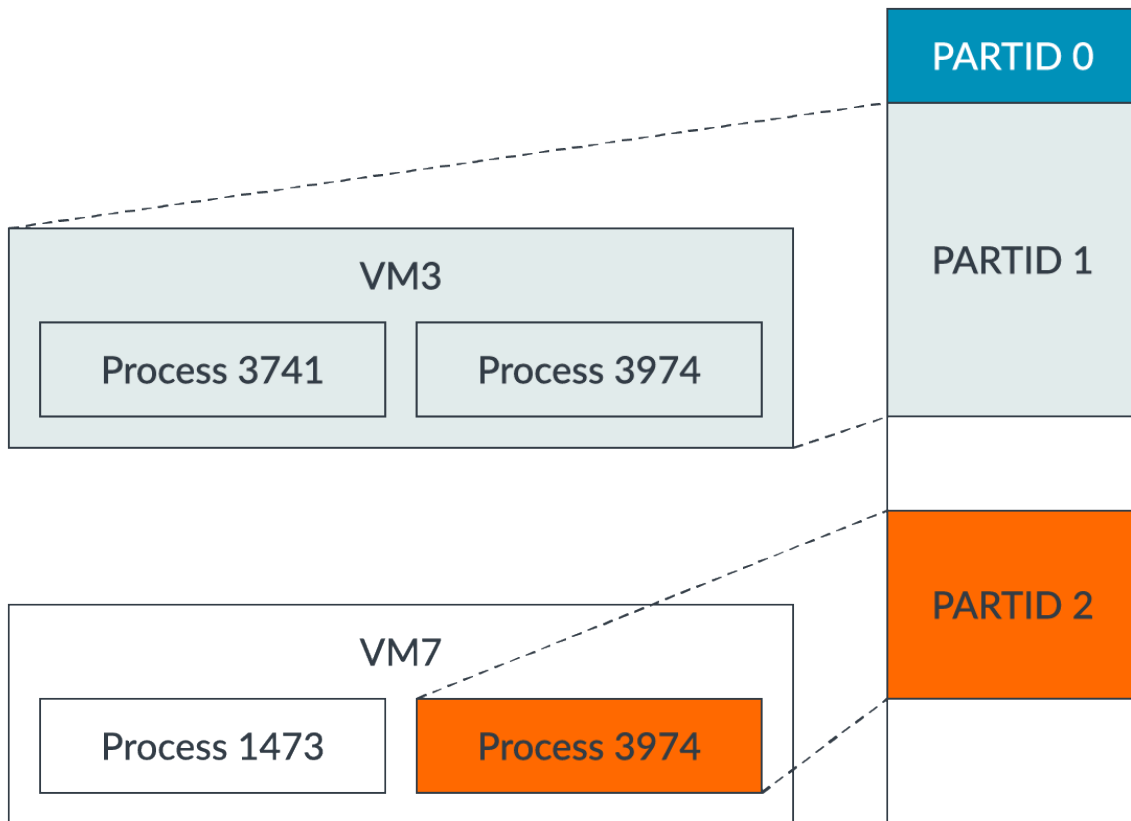 PARTID 0
PARTID 1
VM3
Process 3741
Process 3974
PARTID 2
VM7
Process 1473
Process 3974